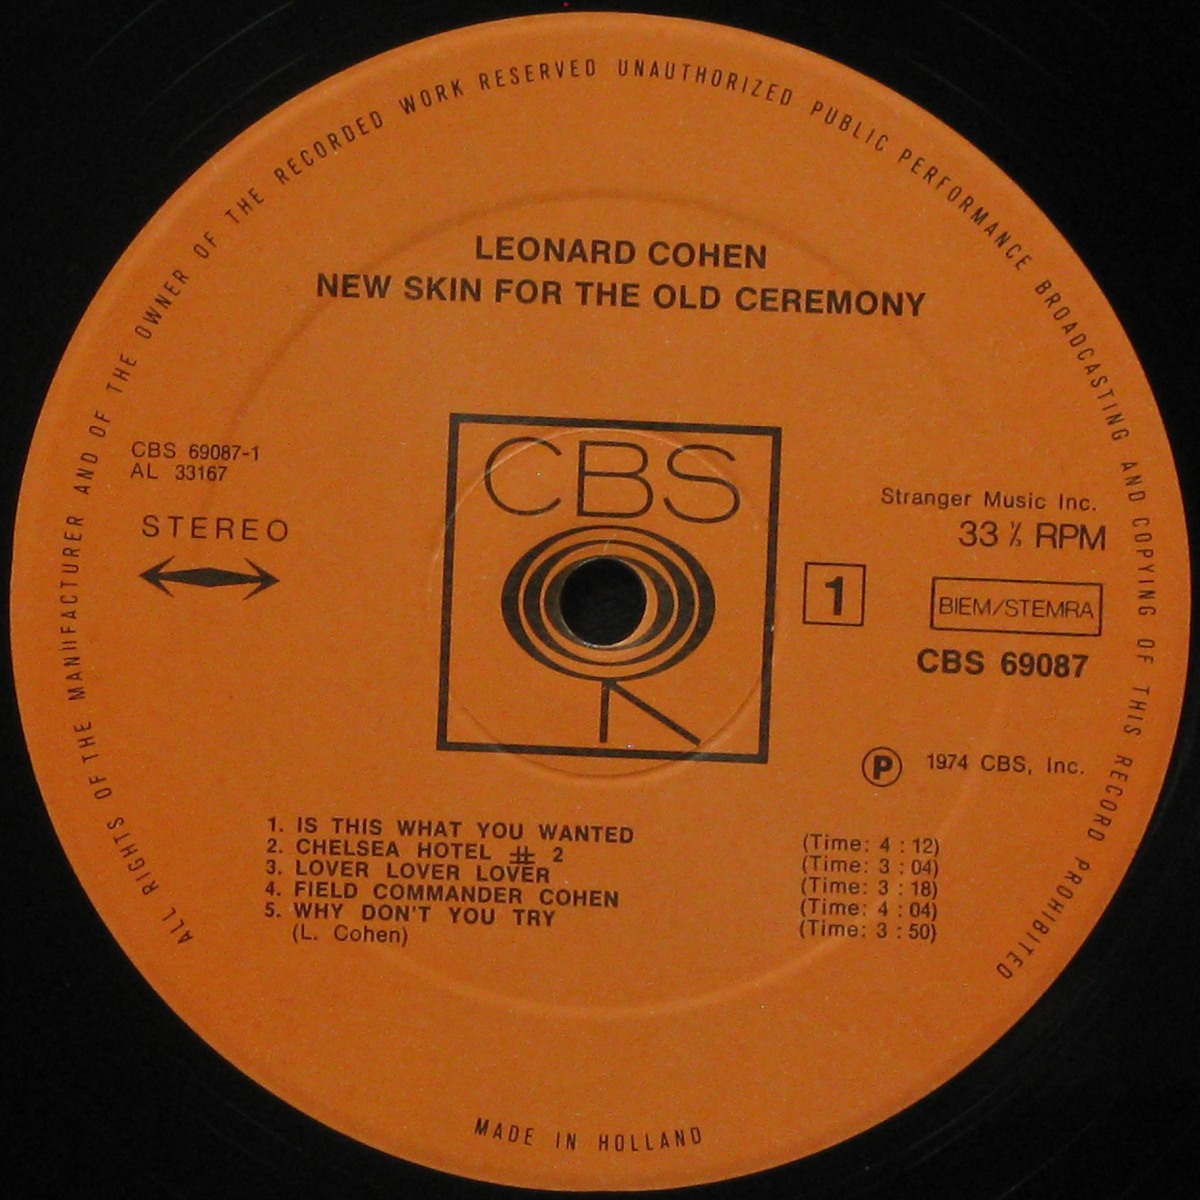 ALL RIGHTS OF THE MANUFACTURER AND OF THE OWNER OF THE RECORDED WORK RESERVED UNAUTHORIZED PUBLIC PERFORMANCE BROADCASTING AND COPYING OF THIS RECORD PROHIBITED
LEONARD COHEN
NEW SKIN FOR THE OLD CEREMONY
CBS 69087-1
AL 33167
STEREO
CBS
Stranger Music Inc.
33 ⅓ RPM
1
BIEM/STEMRA
CBS 69087
Ⓟ 1974 CBS, Inc.
1. IS THIS WHAT YOU WANTED (Time: 4 : 12)
2. CHELSEA HOTEL # 2 (Time: 3 : 04)
3. LOVER LOVER LOVER (Time: 3 : 18)
4. FIELD COMMANDER COHEN (Time: 4 : 04)
5. WHY DON'T YOU TRY (Time: 3 : 50)
(L. Cohen)
MADE IN HOLLAND